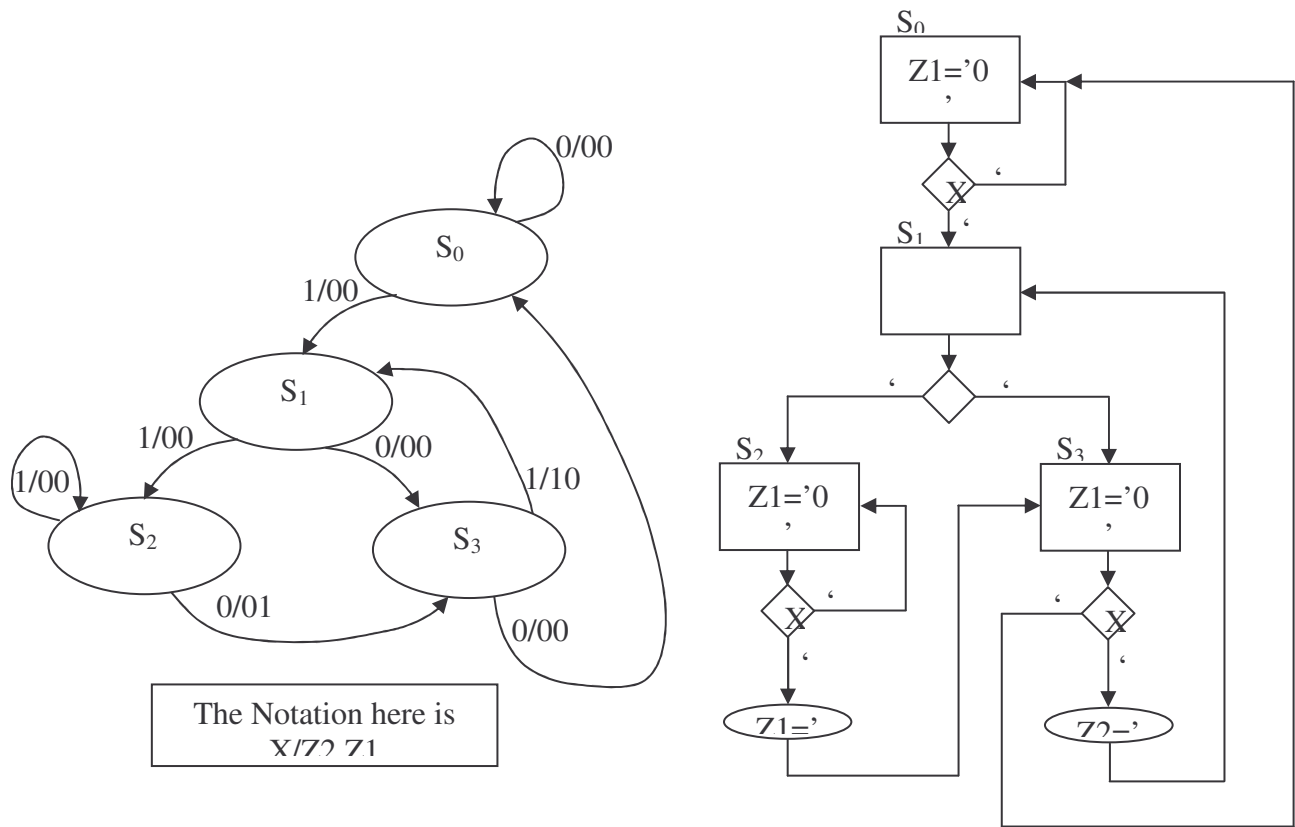 0/00
S₀
1/00
S₁
1/00
0/00
1/00
1/10
S₂
S₃
0/01
0/00
The Notation here is
X/Z2 Z1
S₀
Z1='0
’
X
‘
S₁
‘
‘
‘
S₂
S₃
Z1='0
’
Z1='0
’
X
‘
‘
X
‘
‘
Z1='
Z2='